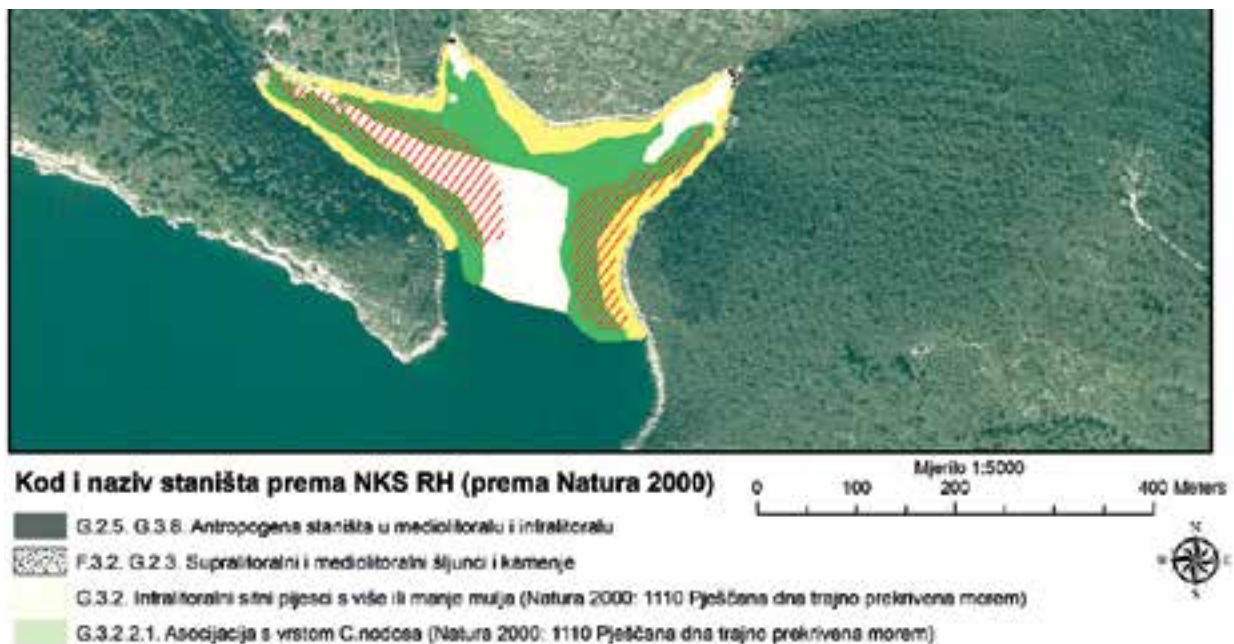 Kod i naziv staništa prema NKS RH (prema Natura 2000)
Mjerilo 1:5000
0 100 200 400 Meters
G.2.5. G.3.8. Antropogena staništa u mediolitoralu i infralitoralu
F.3.2. G.2.3. Supralitoralni i mediolitoralni šljunci i kamenje
G.3.2. Infralitoralni sitni pijesci s više ili manje mulja (Natura 2000: 1110 Pješčana dna trajno prekrivena morem)
G.3.2.2.1. Asocijacija s vrstom C.nodosa (Natura 2000: 1110 Pješčana dna trajno prekrivena morem)
N
E
S